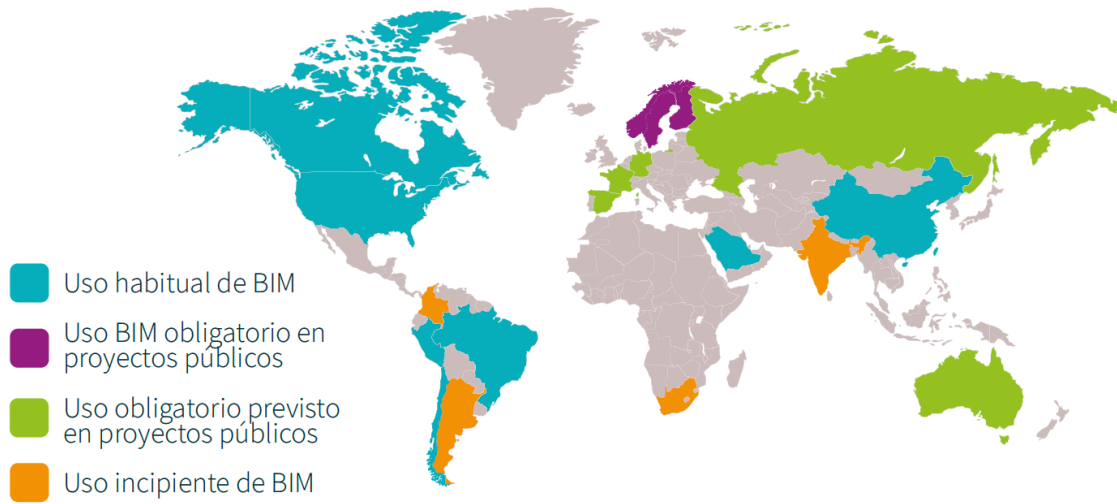 Uso habitual de BIM
Uso BIM obligatorio en
proyectos públicos
Uso obligatorio previsto
en proyectos públicos
Uso incipiente de BIM